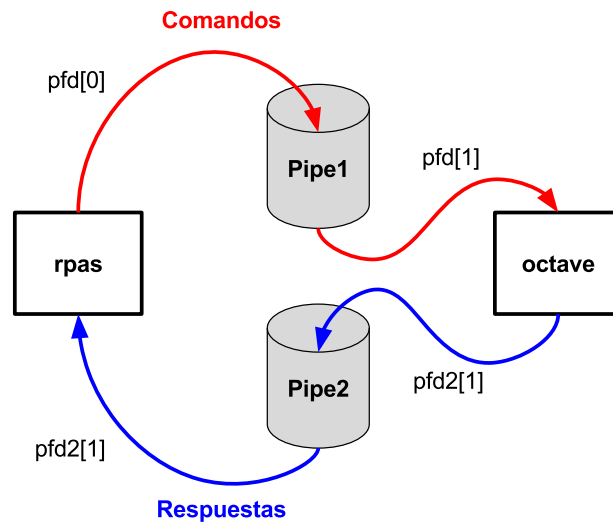 Comandos
pfd[0]
Pipe1
pfd[1]
rpas
octave
Pipe2
pfd2[1]
pfd2[1]
Respuestas